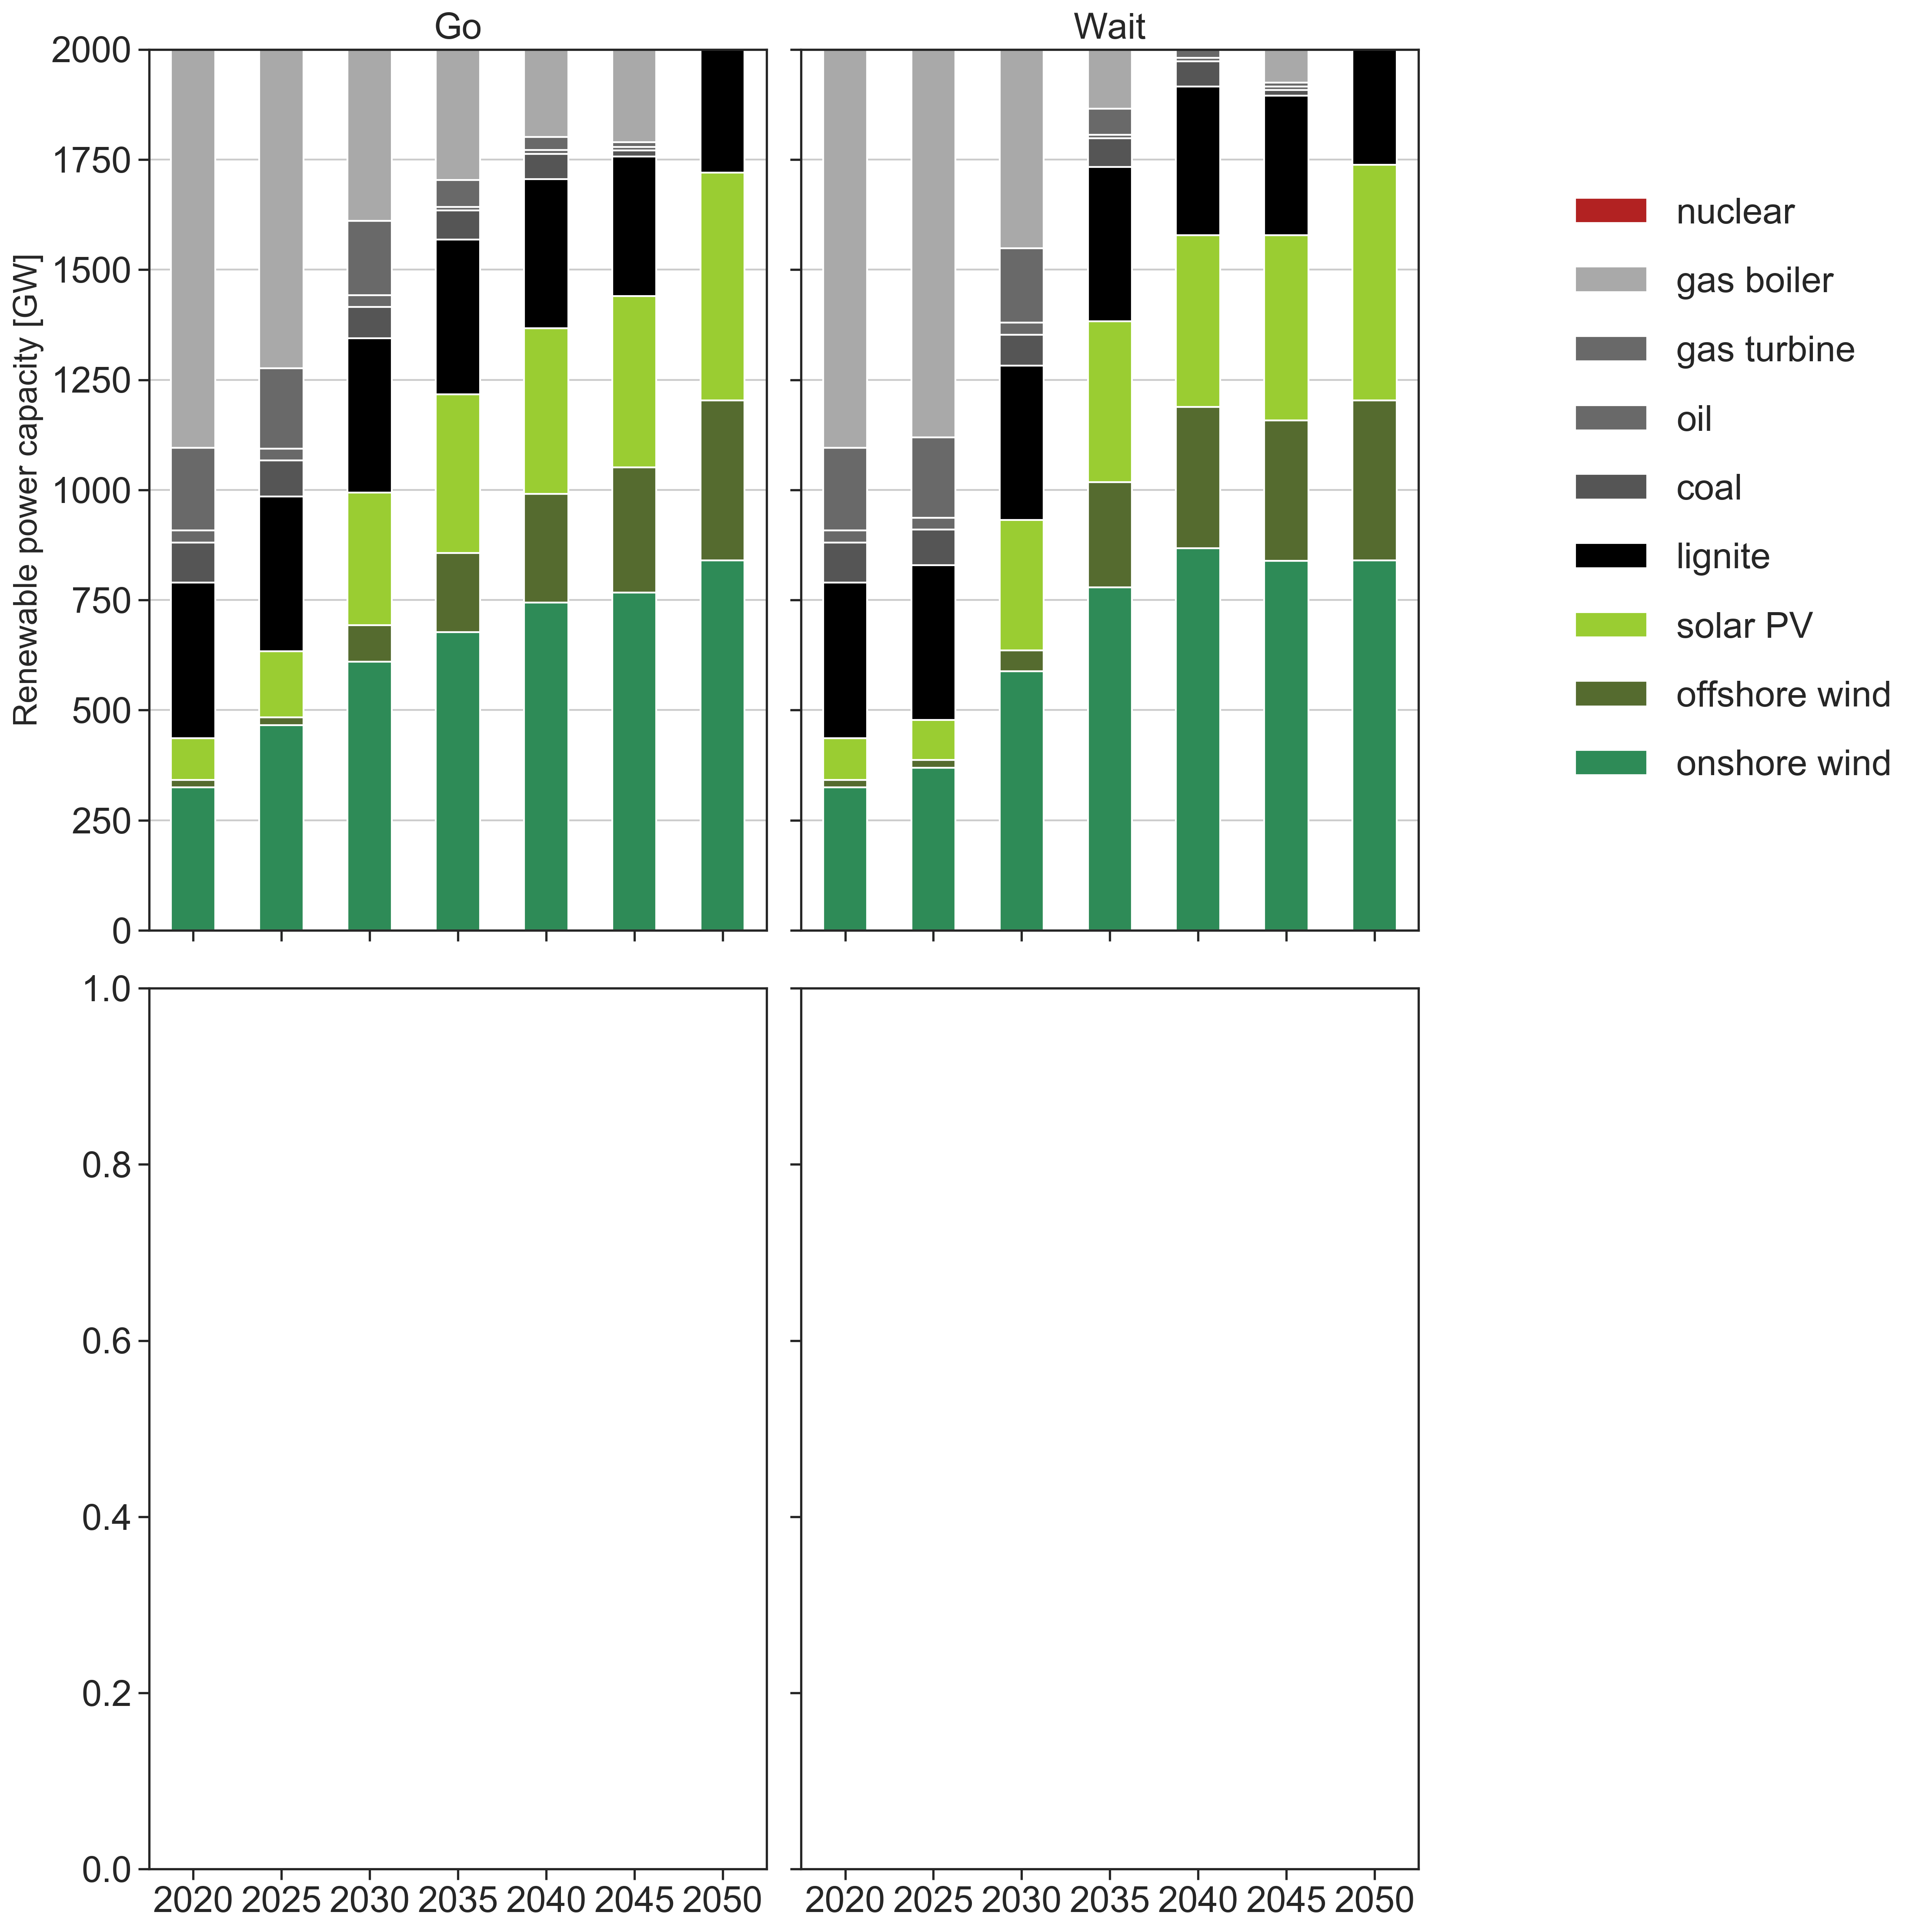 Go
Wait
2000
1750
1500
1250
1000
750
500
250
0
Renewable power capacity [GW]
nuclear
gas boiler
gas turbine
oil
coal
lignite
solar PV
offshore wind
onshore wind
1.0
0.8
0.6
0.4
0.2
0.0
2020 2025 2030 2035 2040 2045 2050
2020 2025 2030 2035 2040 2045 2050